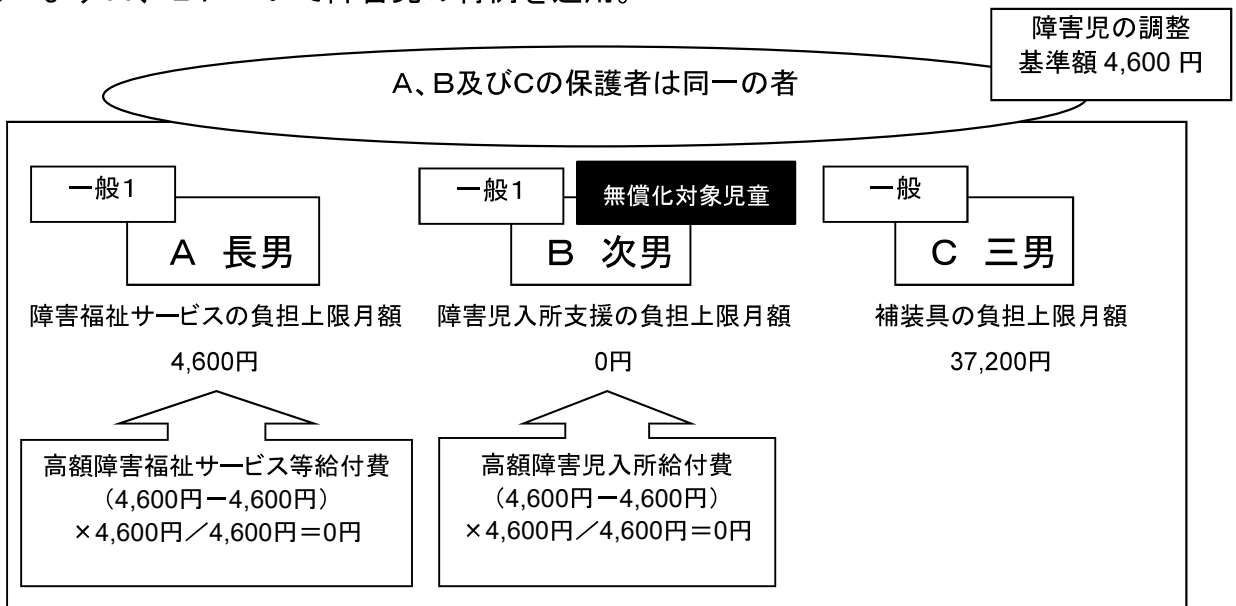 障害児の調整
基準額 4,600 円
A、B及びCの保護者は同一の者
一般1
A 長男
障害福祉サービスの負担上限月額
4,600円
高額障害福祉サービス等給付費
（4,600円－4,600円）
×4,600円／4,600円＝0円
一般1
無償化対象児童
B 次男
障害児入所支援の負担上限月額
0円
高額障害児入所給付費
（4,600円－4,600円）
×4,600円／4,600円＝0円
一般
C 三男
補装具の負担上限月額
37,200円